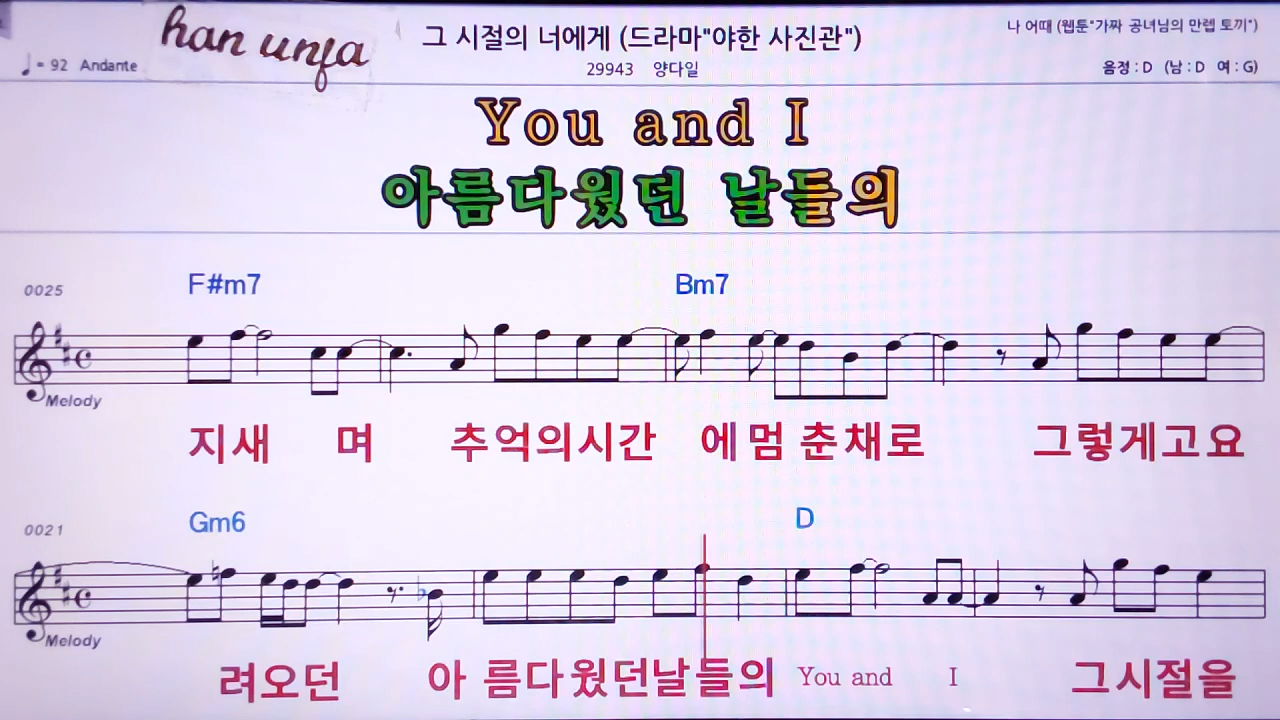 han unfa
그 시절의 너에게 (드라마"야한 사진관")
나 어때 (웹툰"가짜 공녀님의 만렙 토끼")
♩= 92 Andante
29943 양다일
음정 : D (남 : D 여 : G)
You and I
아름다웠던 날들의
0025 F#m7 Bm7
Melody
지새 며 추억의시간 에멈 춘채로 그렇게고요
0021 Gm6 D
Melody
려오던 아 름다웠던날들의 You and I 그시절을